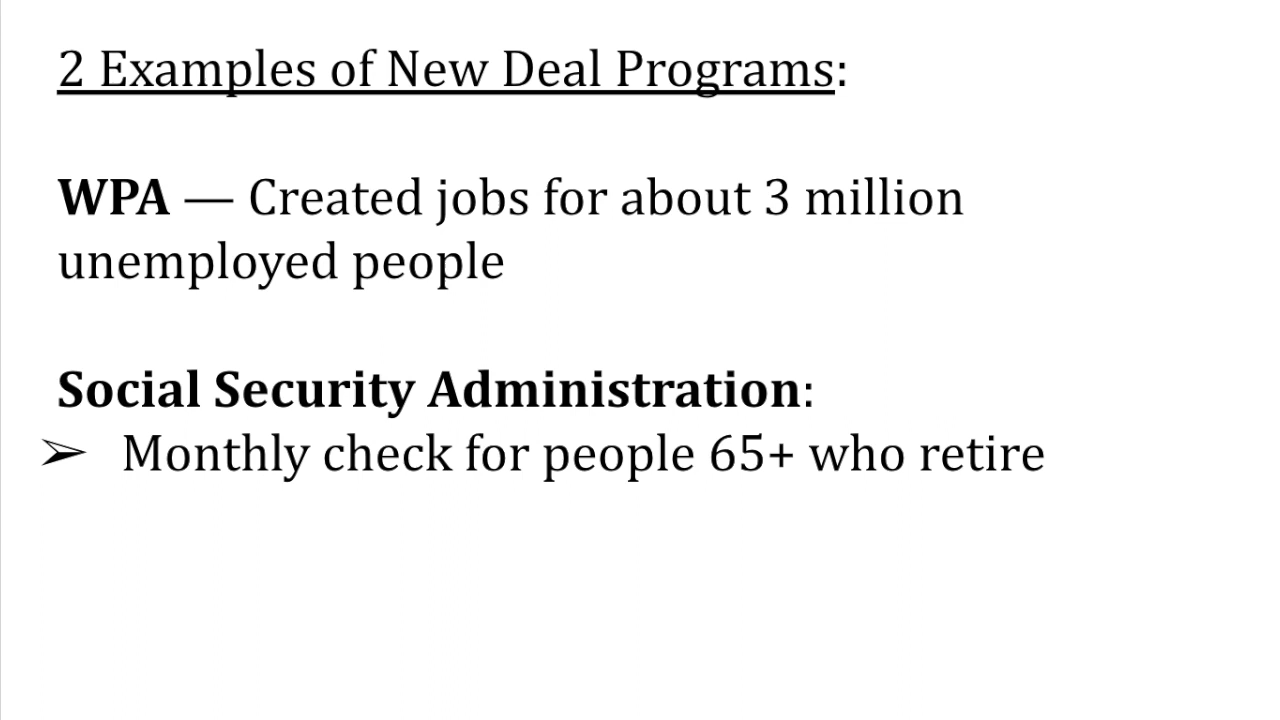 2 Examples of New Deal Programs:
WPA — Created jobs for about 3 million
unemployed people
Social Security Administration:
➢ Monthly check for people 65+ who retire